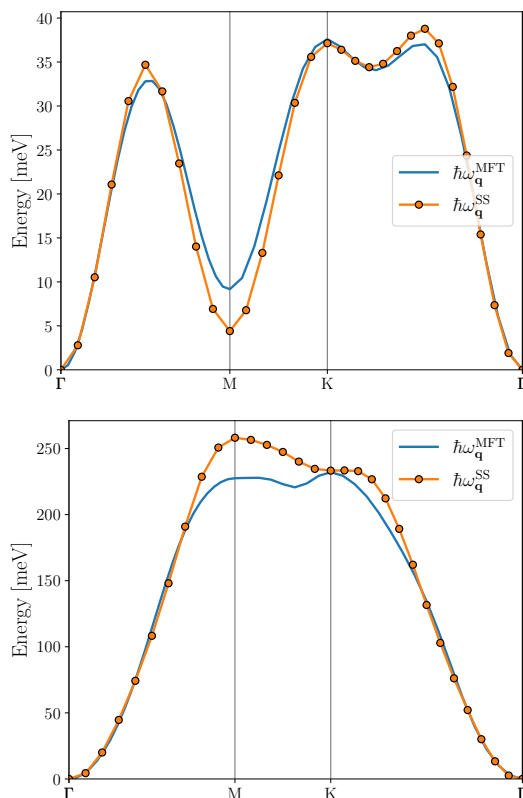 40
35
30
25
20
15
10
5
0
Energy [meV]
ħω_q^MFT
ħω_q^SS
Γ M K Γ
250
200
150
100
50
0
Energy [meV]
ħω_q^MFT
ħω_q^SS
Γ M K Γ